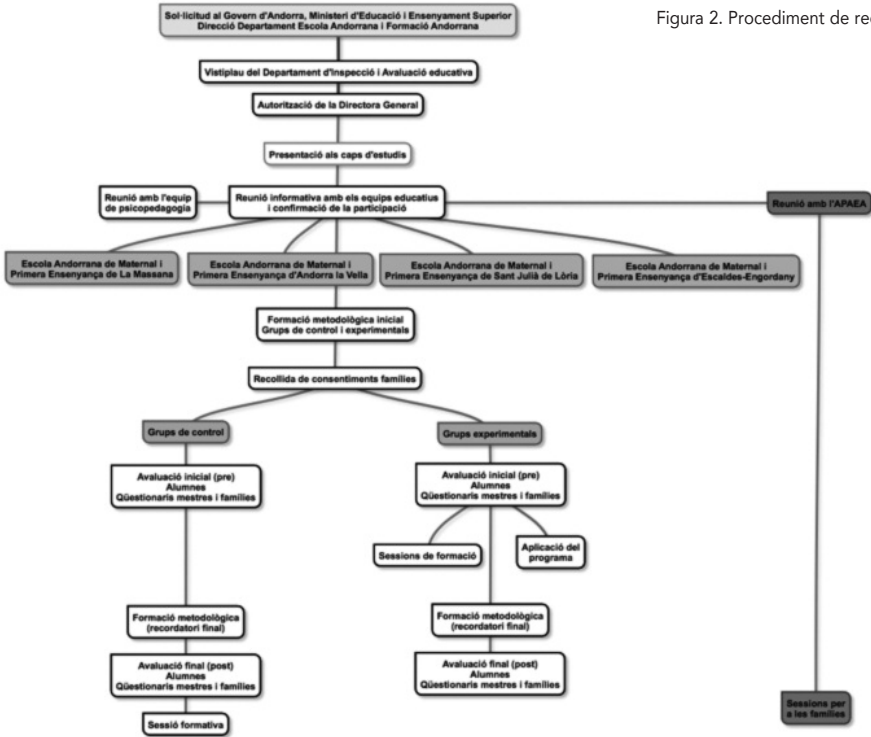 Figura 2. Procediment de re
Sol·licitud al Govern d'Andorra, Ministeri d'Educació i Ensenyament Superior
Direcció Departament Escola Andorrana i Formació Andorrana
Vistiplau del Departament d'Inspecció i Avaluació educativa
Autorització de la Directora General
Presentació als caps d'estudis
Reunió amb l'equip
de psicopedagogia
Reunió informativa amb els equips educatius
i confirmació de la participació
Reunió amb l'APAEA
Escola Andorrana de Maternal i
Primera Ensenyança de La Massana
Escola Andorrana de Maternal i
Primera Ensenyança d'Andorra la Vella
Escola Andorrana de Maternal i
Primera Ensenyança de Sant Julià de Lòria
Escola Andorrana de Maternal i
Primera Ensenyança d'Escaldes-Engordany
Formació metodològica inicial
Grups de control i experimentals
Recollida de consentiments famílies
Grups de control
Grups experimentals
Avaluació inicial (pre)
Alumnes
Qüestionaris mestres i famílies
Avaluació inicial (pre)
Alumnes
Qüestionaris mestres i famílies
Sessions de formació
Aplicació del
programa
Formació metodològica
(recordatori final)
Formació metodològica
(recordatori final)
Avaluació final (post)
Alumnes
Qüestionaris mestres i famílies
Avaluació final (post)
Alumnes
Qüestionaris mestres i famílies
Sessió formativa
Sessions per
a les famílies